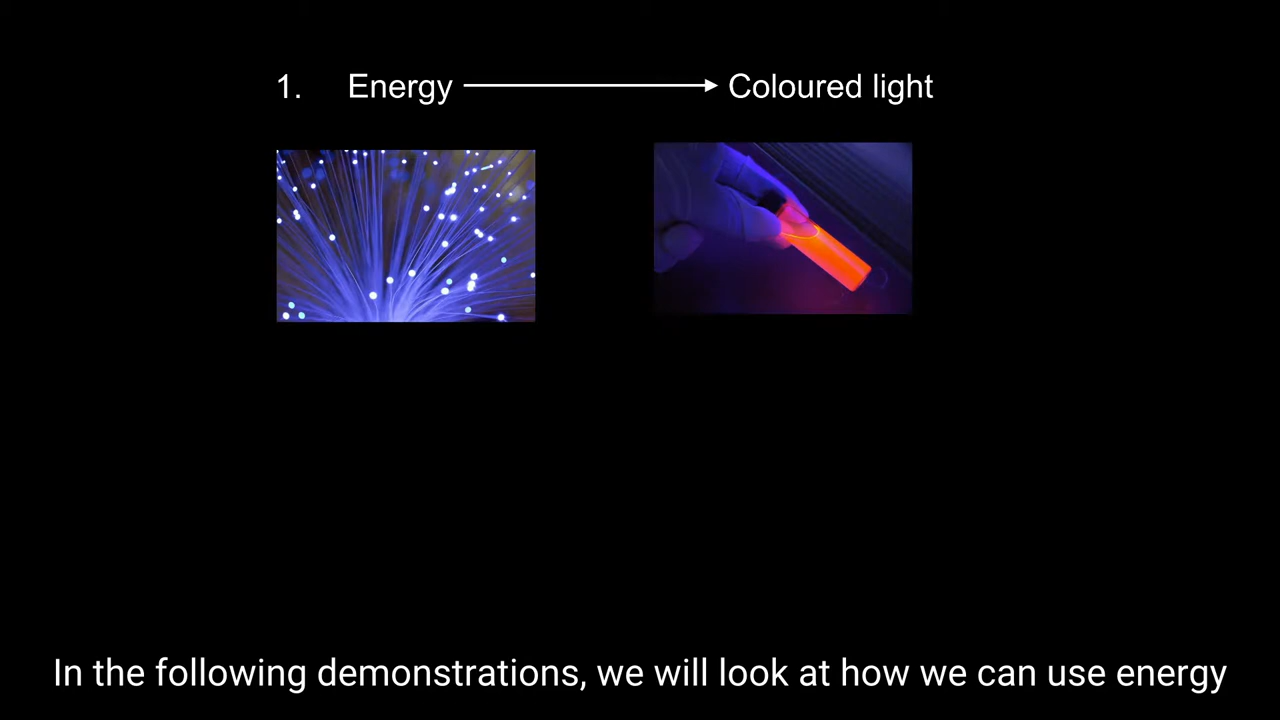 1. Energy Coloured light
In the following demonstrations, we will look at how we can use energy